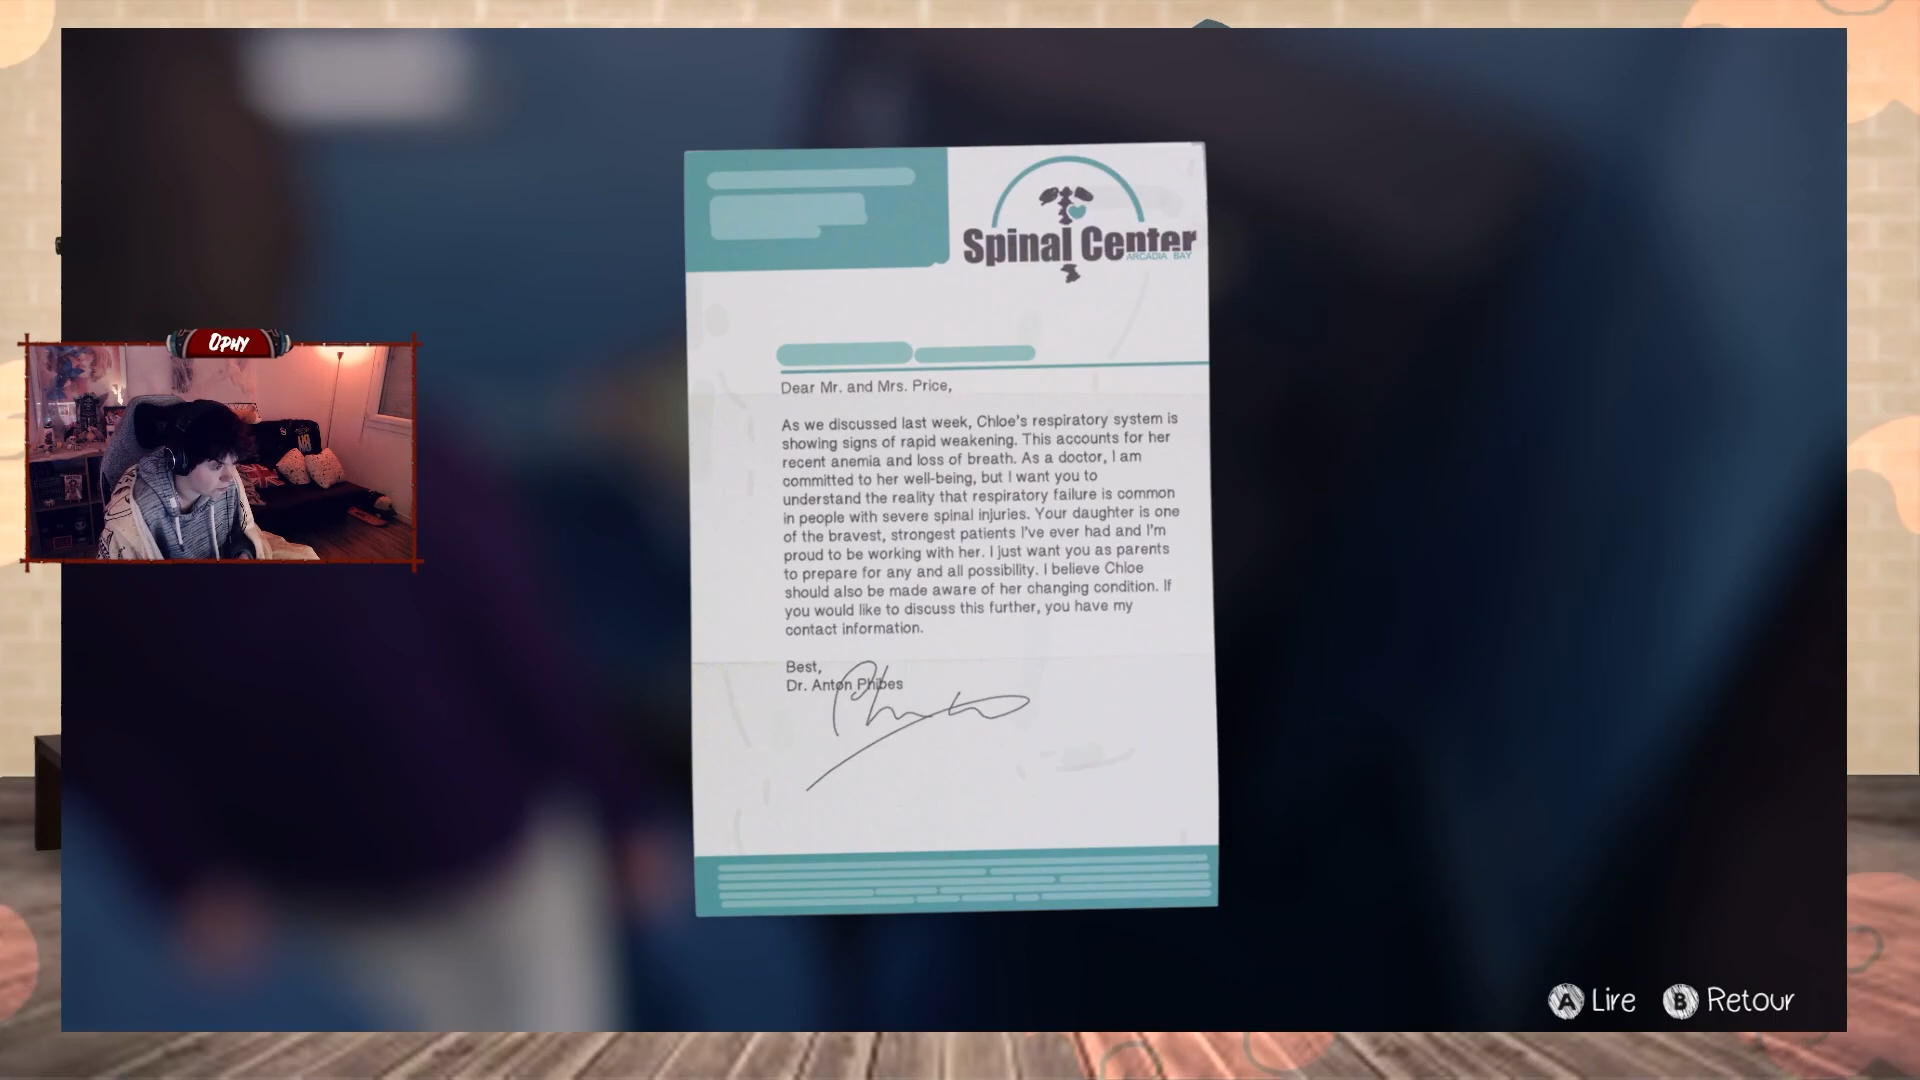 Spinal Center
ARCADIA BAY
OPHY
Dear Mr. and Mrs. Price,
As we discussed last week, Chloe's respiratory system is
showing signs of rapid weakening. This accounts for her
recent anemia and loss of breath. As a doctor, I am
committed to her well-being, but I want you to
understand the reality that respiratory failure is common
in people with severe spinal injuries. Your daughter is one
of the bravest, strongest patients I've ever had and I'm
proud to be working with her. I just want you as parents
to prepare for any and all possibility. I believe Chloe
should also be made aware of her changing condition. If
you would like to discuss this further, you have my
contact information.
Best,
Dr. Anton Phibes
A Lire B Retour